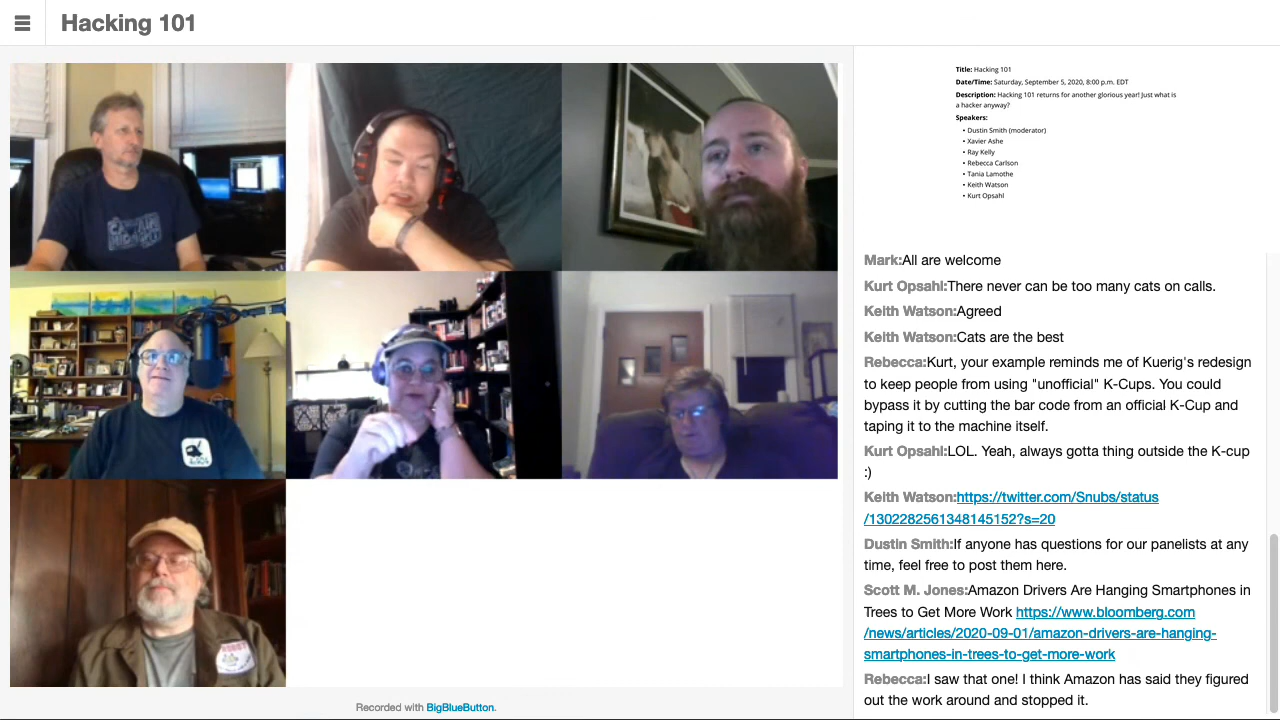 Hacking 101
Title: Hacking 101
Date/Time: Saturday, September 5, 2020, 8:00 p.m. EDT
Description: Hacking 101 returns for another glorious year! Just what is
a hacker anyway?
Speakers:
• Dustin Smith (moderator)
• Xavier Ashe
• Ray Kelly
• Rebecca Carlson
• Tania Lamothe
• Keith Watson
• Kurt Opsahl
Mark:All are welcome
Kurt Opsahl:There never can be too many cats on calls.
Keith Watson:Agreed
Keith Watson:Cats are the best
Rebecca:Kurt, your example reminds me of Kuerig's redesign
to keep people from using "unofficial" K-Cups. You could
bypass it by cutting the bar code from an official K-Cup and
taping it to the machine itself.
Kurt Opsahl:LOL. Yeah, always gotta thing outside the K-cup
:)
Keith Watson:https://twitter.com/Snubs/status
/1302282561348145152?s=20
Dustin Smith:If anyone has questions for our panelists at any
time, feel free to post them here.
Scott M. Jones:Amazon Drivers Are Hanging Smartphones in
Trees to Get More Work https://www.bloomberg.com
/news/articles/2020-09-01/amazon-drivers-are-hanging-
smartphones-in-trees-to-get-more-work
Rebecca:I saw that one! I think Amazon has said they figured
out the work around and stopped it.
Recorded with BigBlueButton.